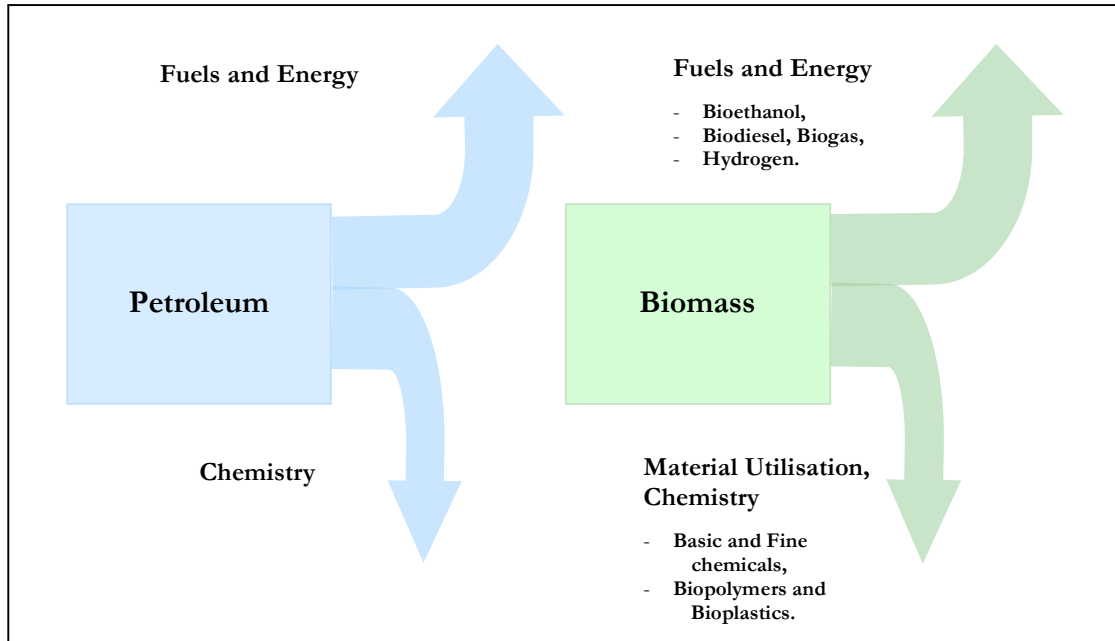 Fuels and Energy
Petroleum
Chemistry
Fuels and Energy
- Bioethanol,
- Biodiesel, Biogas,
- Hydrogen.
Biomass
Material Utilisation,
Chemistry
- Basic and Fine
chemicals,
- Biopolymers and
Bioplastics.